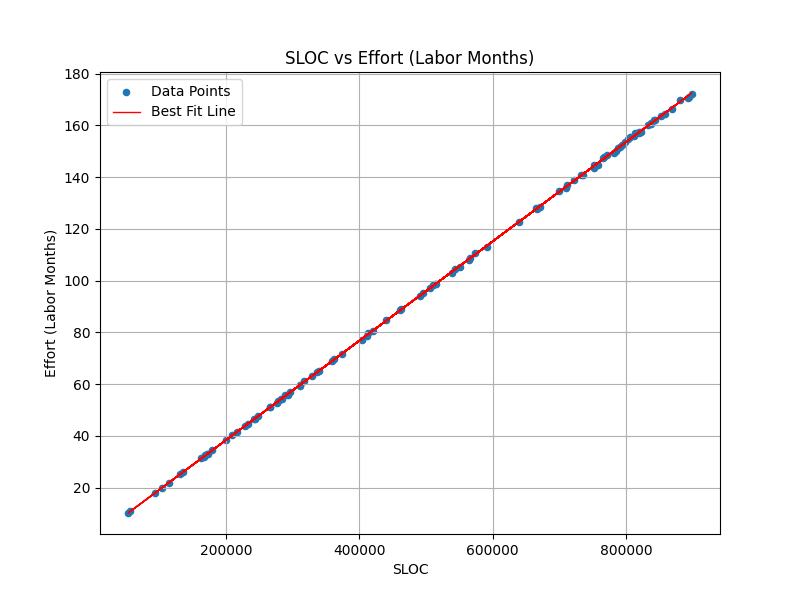 SLOC vs Effort (Labor Months)
Data Points
Best Fit Line
180
160
140
120
100
80
60
40
20
Effort (Labor Months)
200000 400000 600000 800000
SLOC